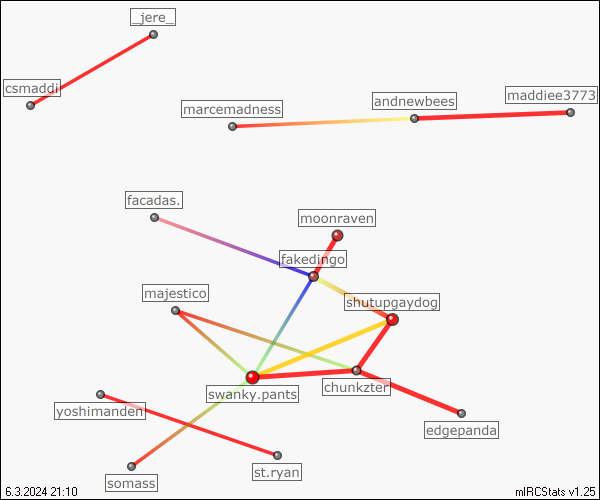 _jere_
csmaddi
maddiee3773
andnewbees
marcemadness
facadas.
moonraven
fakedingo
majestico
shutupgaydog
chunkzter
swanky.pants
yoshimanden
edgepanda
st.ryan
somass
6.3.2024 21:10
mIRCStats v1.25